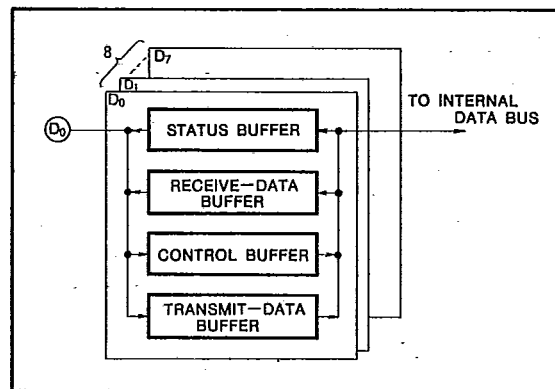 8
D7
D1
D0
D0
TO INTERNAL
DATA BUS
STATUS BUFFER
RECEIVE-DATA
BUFFER
CONTROL BUFFER
TRANSMIT-DATA
BUFFER